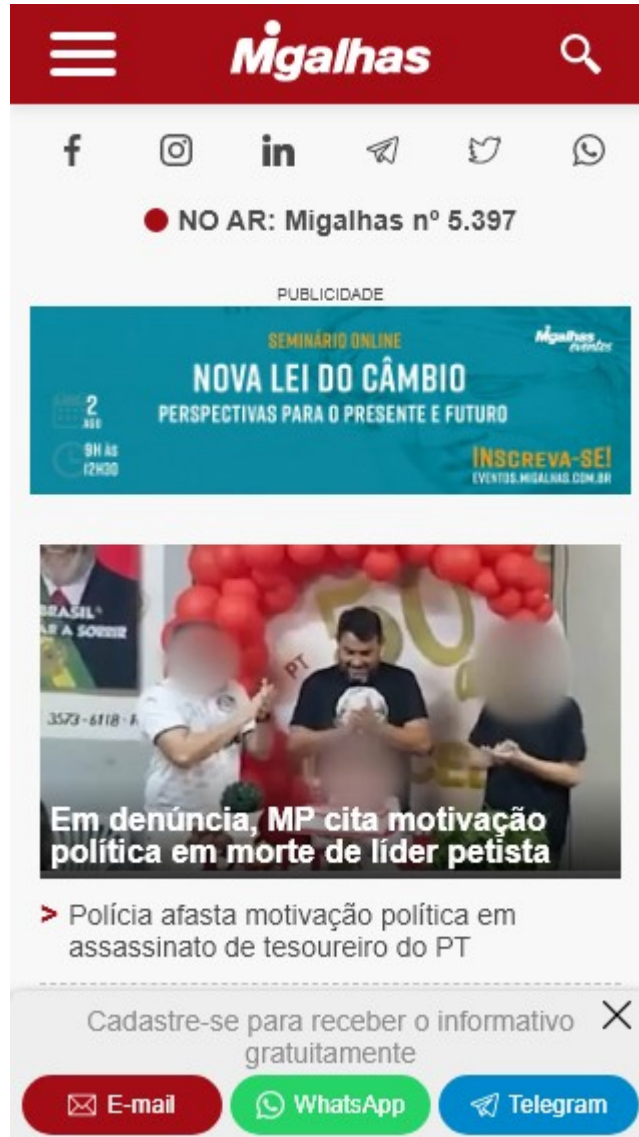 Migalhas
NO AR: Migalhas nº 5.397
PUBLICIDADE
SEMINÁRIO ONLINE
Migalhas
eventos
NOVA LEI DO CÂMBIO
PERSPECTIVAS PARA O PRESENTE E FUTURO
2
AGO
9H ÀS
12H30
INSCREVA-SE!
EVENTOS.MIGALHAS.COM.BR
BRASIL
A SORRIR
PT
50
3573-6118
Em denúncia, MP cita motivação
política em morte de líder petista
> Polícia afasta motivação política em
assassinato de tesoureiro do PT
Cadastre-se para receber o informativo
gratuitamente
E-mail
WhatsApp
Telegram